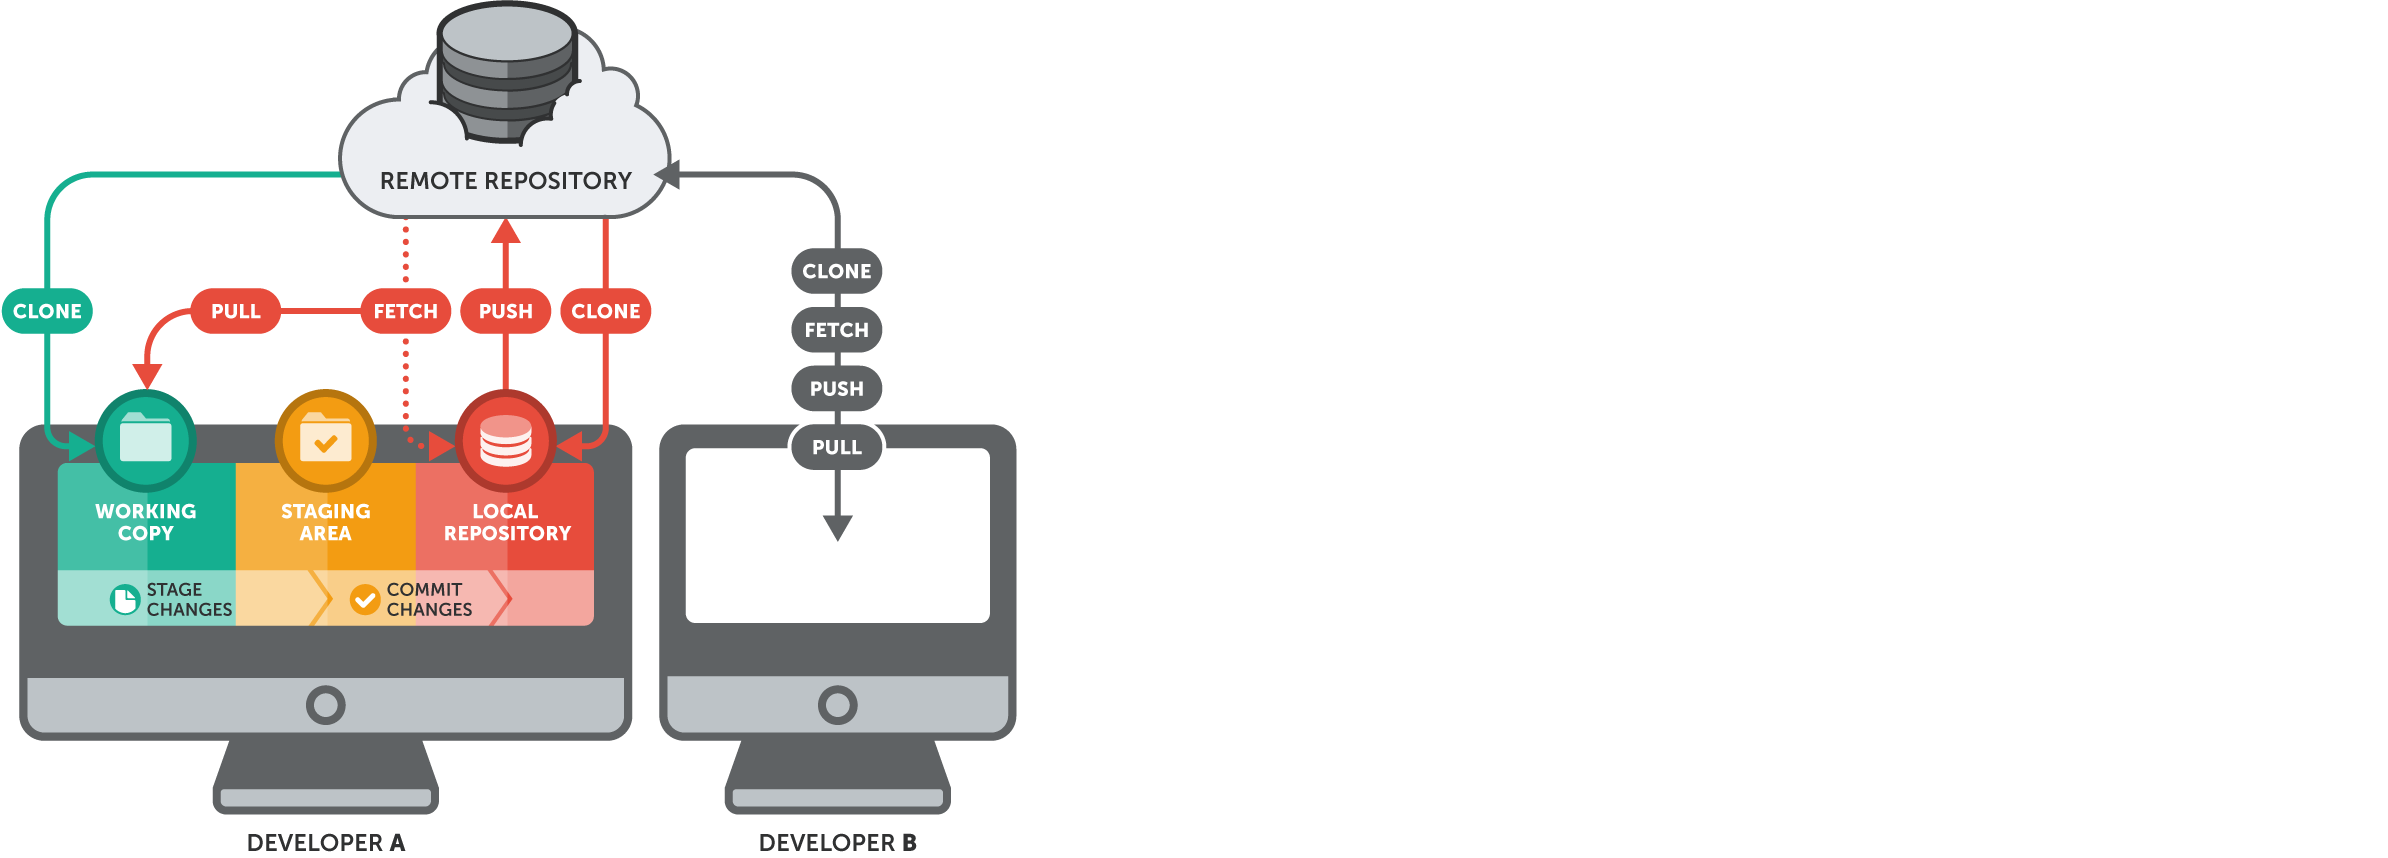 REMOTE REPOSITORY
CLONE
PULL
FETCH
PUSH
CLONE
CLONE
FETCH
PUSH
PULL
WORKING
COPY
STAGING
AREA
LOCAL
REPOSITORY
STAGE
CHANGES
COMMIT
CHANGES
DEVELOPER A
DEVELOPER B